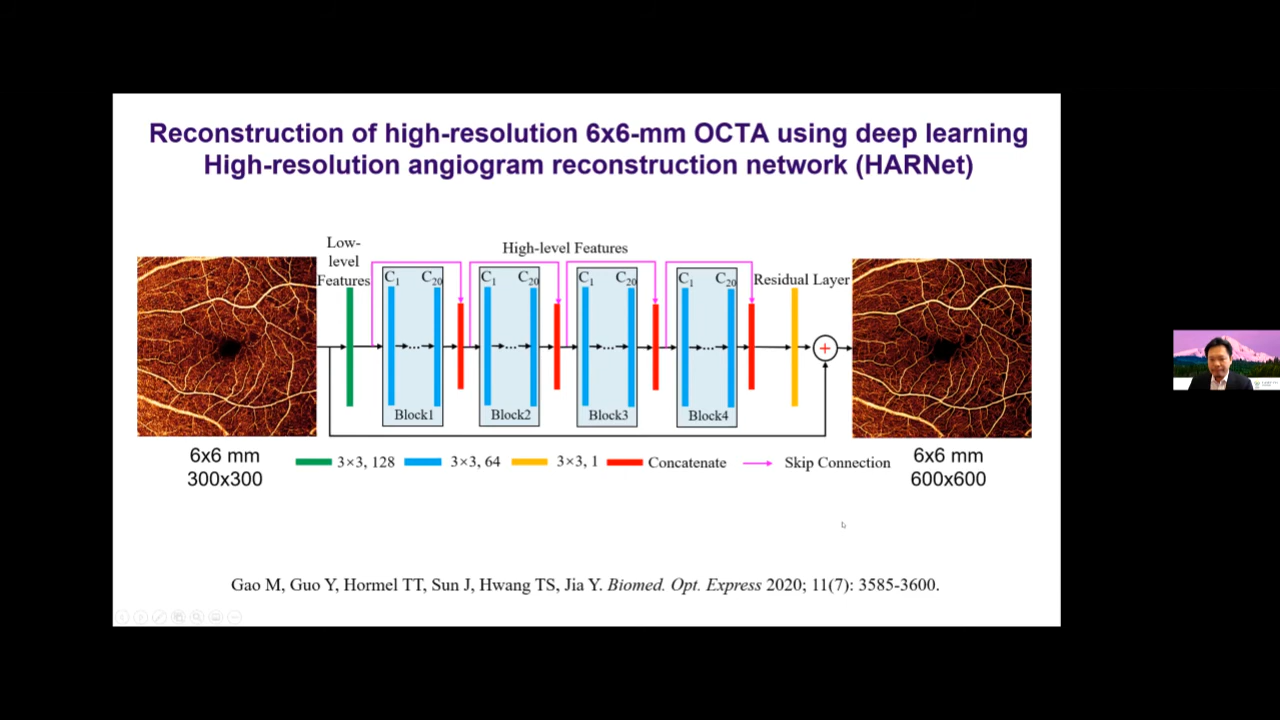 Reconstruction of high-resolution 6x6-mm OCTA using deep learning
High-resolution angiogram reconstruction network (HARNet)
Low-
level
Features
High-level Features
Residual Layer
C1 C20
C1 C20
C1 C20
C1 C20
...
...
...
...
+
Block1
Block2
Block3
Block4
6x6 mm
300x300
3×3, 128
3×3, 64
3×3, 1
Concatenate
Skip Connection
6x6 mm
600x600
Gao M, Guo Y, Hormel TT, Sun J, Hwang TS, Jia Y. Biomed. Opt. Express 2020; 11(7): 3585-3600.